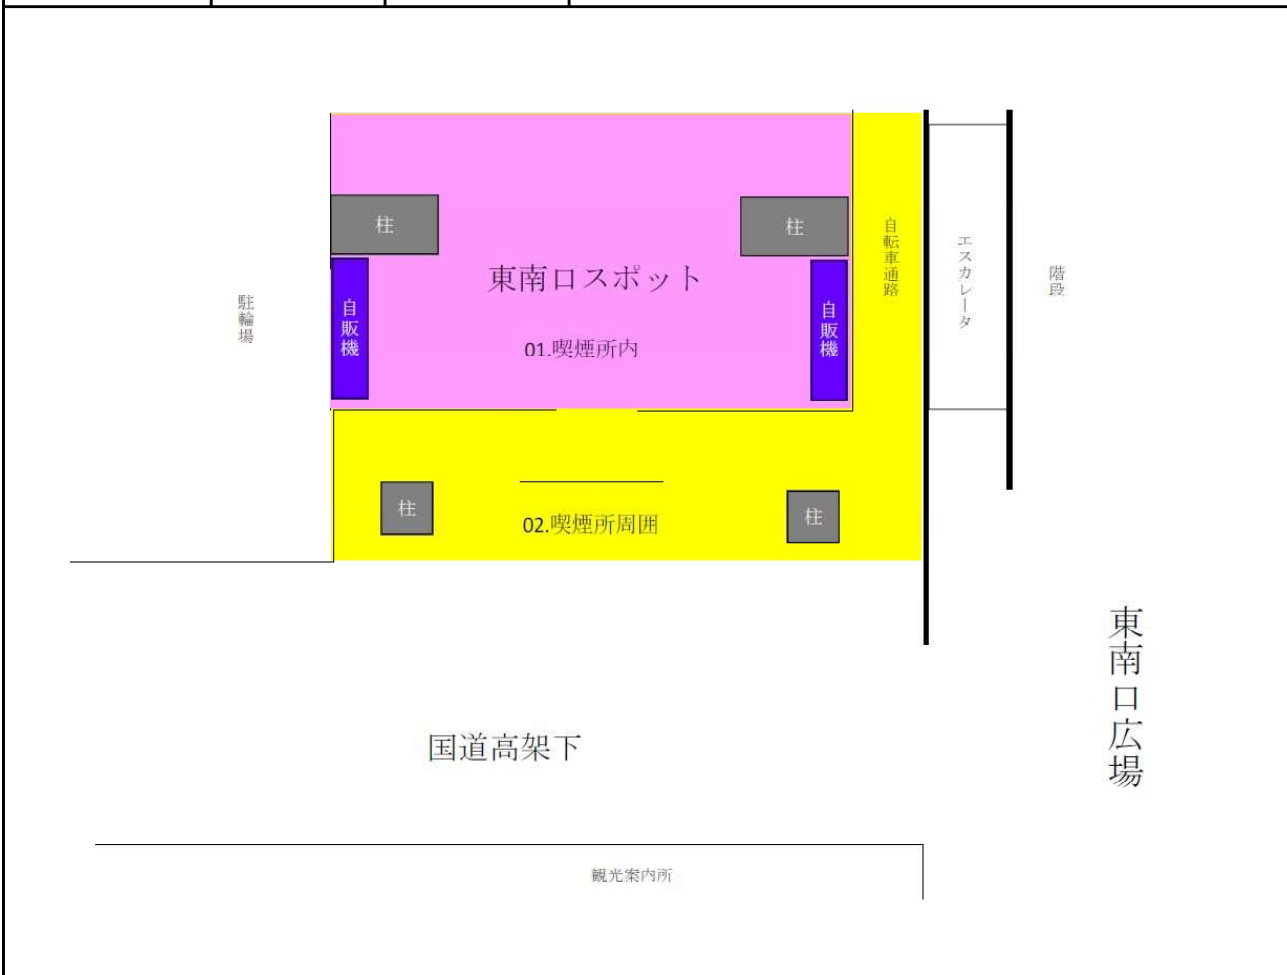 柱
柱
自転車通路
エスカレータ
階段
東南口スポット
駐輪場
自販機
自販機
01.喫煙所内
柱
柱
02.喫煙所周囲
東南口広場
国道高架下
観光案内所